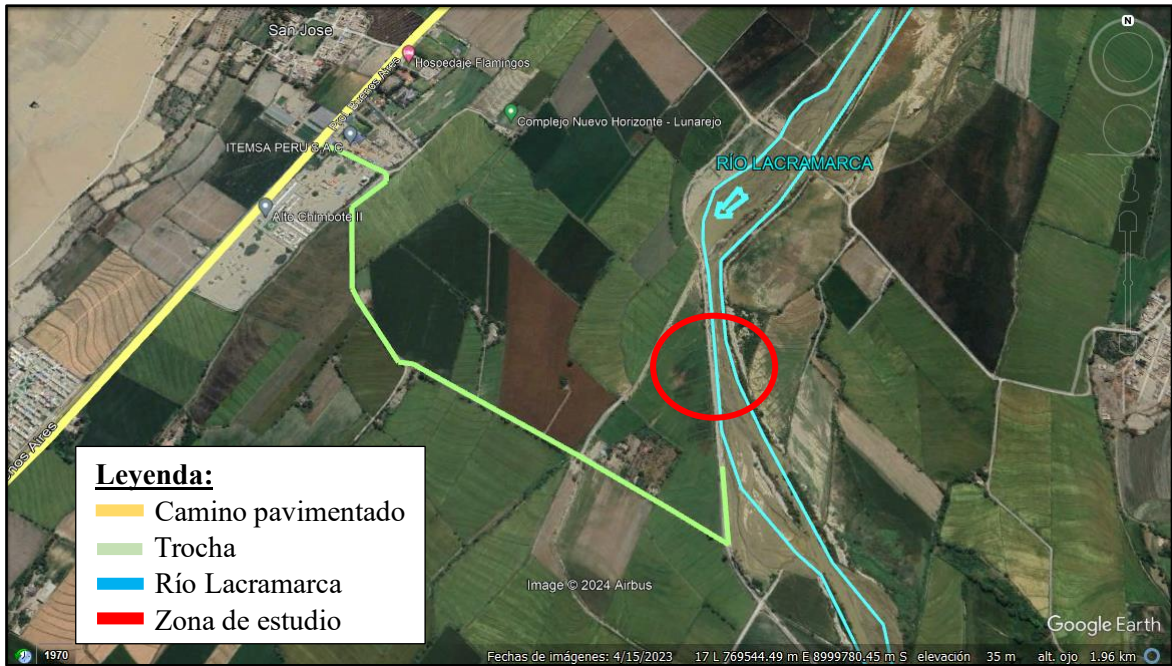 San Jose
Hospedaje Flamingos
Complejo Nuevo Horizonte - Lunarejo
ITEMSA PERU S.A.C
RÍO LACRAMARCA
Alto Chimbote II
N
Leyenda:
Camino pavimentado
Trocha
Río Lacramarca
Zona de estudio
Image © 2024 Airbus
Google Earth
1970
Fechas de imágenes: 4/15/2023 17 L 769544.49 m E 8999780.45 m S elevación 35 m alt. ojo 1.96 km